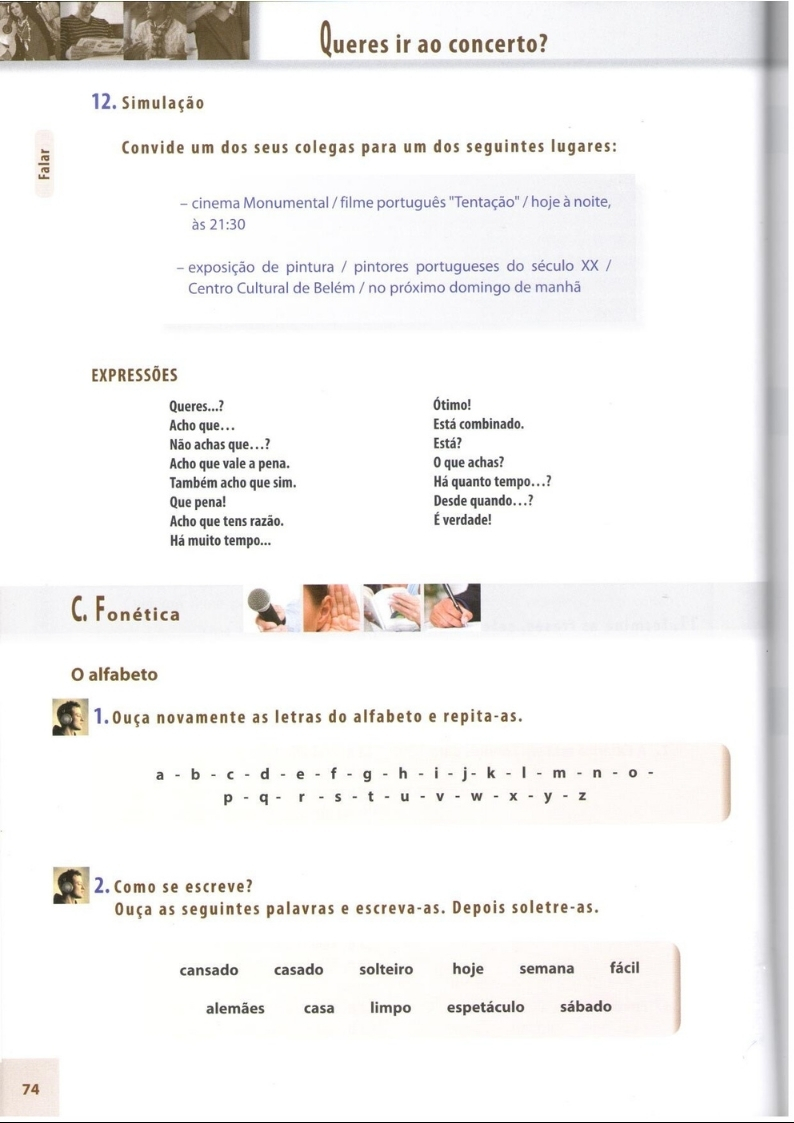 Queres ir ao concerto?
12. Simulação
Falar
Convide um dos seus colegas para um dos seguintes lugares:
– cinema Monumental / filme português "Tentação" / hoje à noite,
às 21:30
– exposição de pintura / pintores portugueses do século XX /
Centro Cultural de Belém / no próximo domingo de manhã
EXPRESSÕES
Queres...?
Acho que...
Não achas que...?
Acho que vale a pena.
Também acho que sim.
Que pena!
Acho que tens razão.
Há muito tempo...
Ótimo!
Está combinado.
Está?
O que achas?
Há quanto tempo...?
Desde quando...?
É verdade!
C. Fonética
O alfabeto
1. Ouça novamente as letras do alfabeto e repita-as.
a - b - c - d - e - f - g - h - i - j- k - l - m - n - o -
p - q - r - s - t - u - v - w - x - y - z
2. Como se escreve?
Ouça as seguintes palavras e escreva-as. Depois soletre-as.
cansado casado solteiro hoje semana fácil
alemães casa limpo espetáculo sábado
74